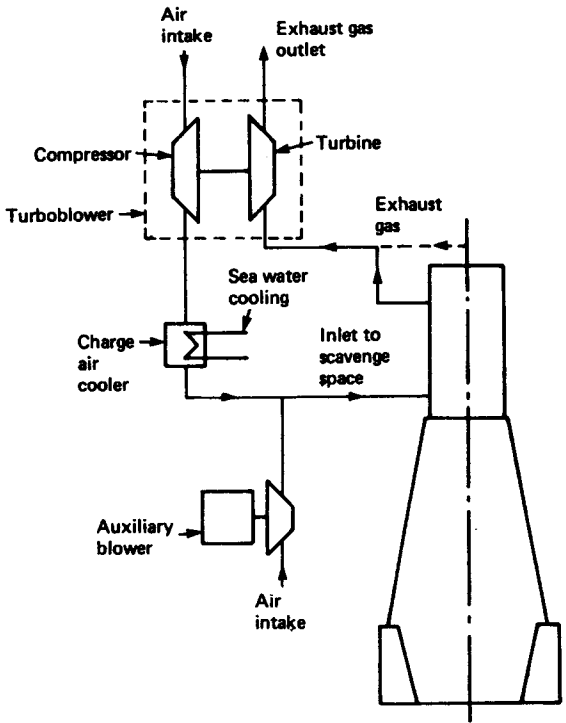 Air
intake
Exhaust gas
outlet
Compressor
Turbine
Turboblower
Exhaust
gas
Sea water
cooling
Charge
air
cooler
Inlet to
scavenge
space
Auxiliary
blower
Air
intake